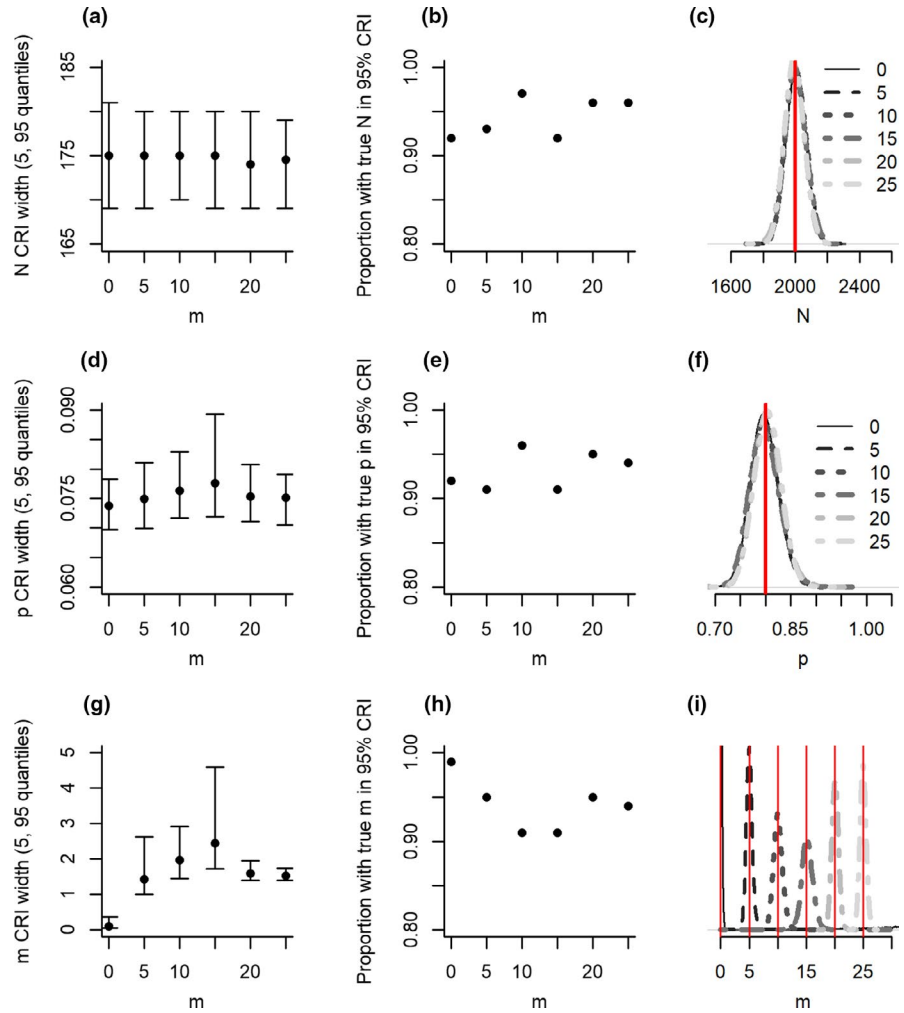 (a)
N CRI width (5, 95 quantiles)
185
175
165
0 5 10 20
m
(b)
Proportion with true N in 95% CRI
1.00
0.90
0.80
0 5 10 20
m
(c)
0
5
10
15
20
25
1600 2000 2400
N
(d)
p CRI width (5, 95 quantiles)
0.090
0.075
0.060
0 5 10 20
m
(e)
Proportion with true p in 95% CRI
1.00
0.90
0.80
0 5 10 20
m
(f)
0
5
10
15
20
25
0.70 0.85 1.00
p
(g)
m CRI width (5, 95 quantiles)
5
4
3
2
1
0
0 5 10 20
m
(h)
Proportion with true m in 95% CRI
1.00
0.90
0.80
0 5 10 20
m
(i)
0 5 15 25
m